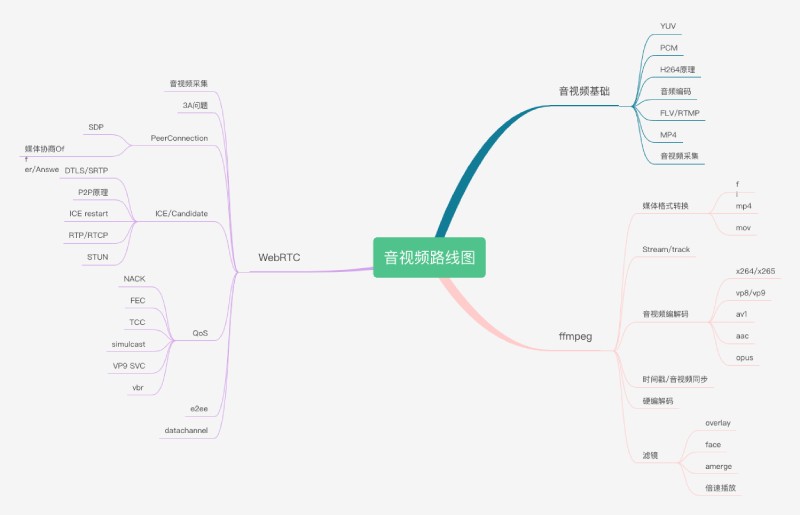 音视频路线图
音视频基础
YUV
PCM
H264原理
音频编码
FLV/RTMP
MP4
音视频采集
ffmpeg
媒体格式转换
f
l
mp4
mov
Stream/track
音视频编解码
x264/x265
vp8/vp9
av1
aac
opus
时间戳/音视频同步
硬编解码
滤镜
overlay
face
amerge
倍速播放
WebRTC
音视频采集
3A问题
PeerConnection
SDP
媒体协商Of
f
er/Answe
ICE/Candidate
DTLS/SRTP
P2P原理
ICE restart
RTP/RTCP
STUN
QoS
NACK
FEC
TCC
simulcast
VP9 SVC
vbr
e2ee
datachannel